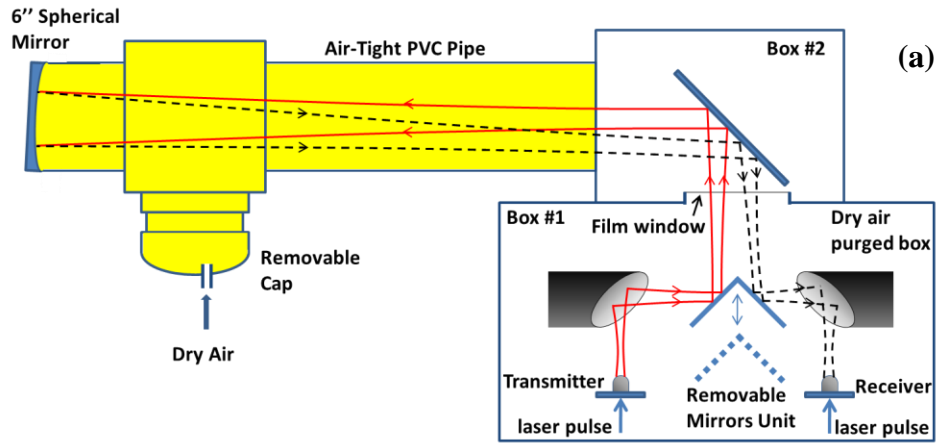 6’’ Spherical
Mirror
Air-Tight PVC Pipe
Box #2
(a)
Box #1
Film window
Dry air
purged box
Removable
Cap
Dry Air
Transmitter
Removable
Mirrors Unit
Receiver
laser pulse
laser pulse